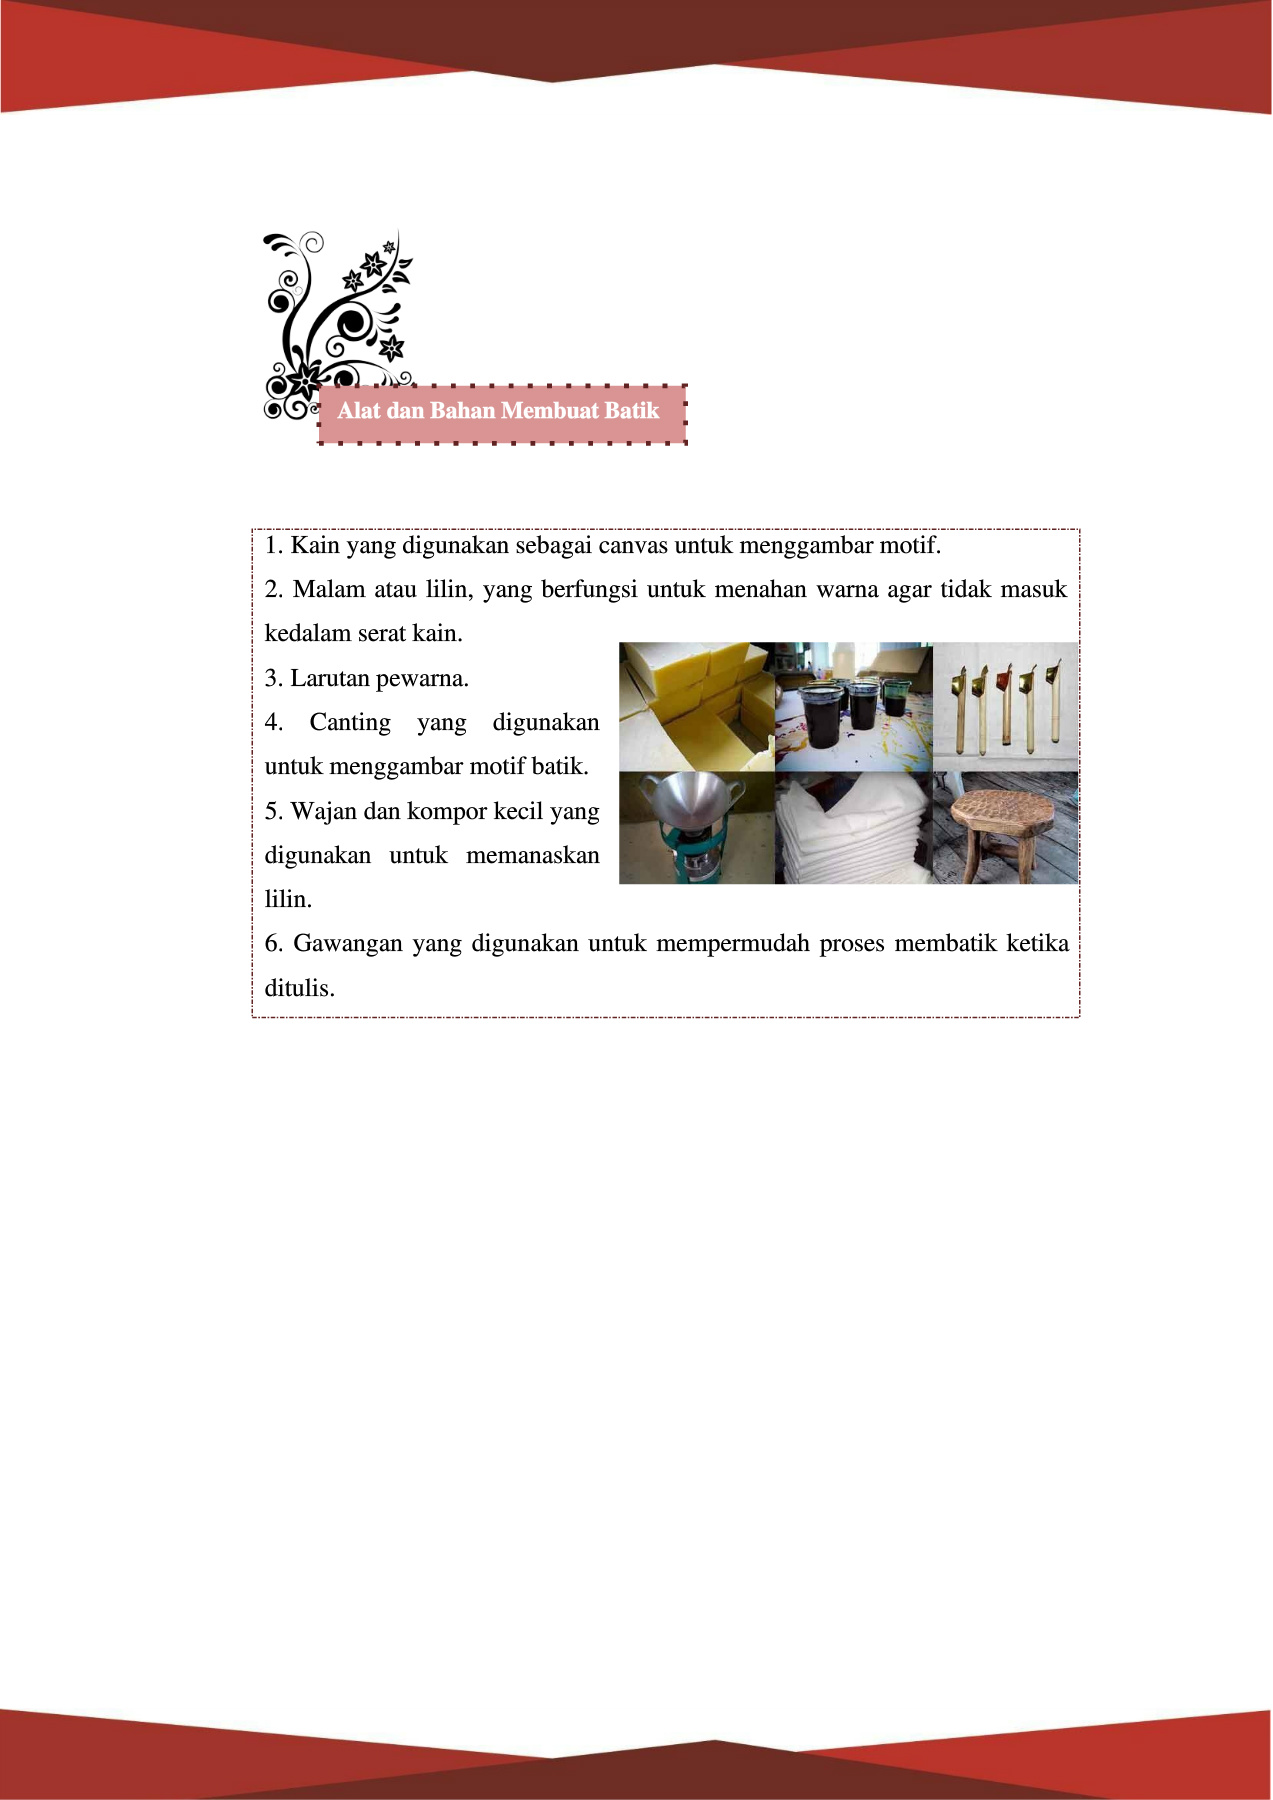 Alat dan Bahan Membuat Batik
1. Kain yang digunakan sebagai canvas untuk menggambar motif.
2. Malam atau lilin, yang berfungsi untuk menahan warna agar tidak masuk
kedalam serat kain.
3. Larutan pewarna.
4. Canting yang digunakan
untuk menggambar motif batik.
5. Wajan dan kompor kecil yang
digunakan untuk memanaskan
lilin.
6. Gawangan yang digunakan untuk mempermudah proses membatik ketika
ditulis.